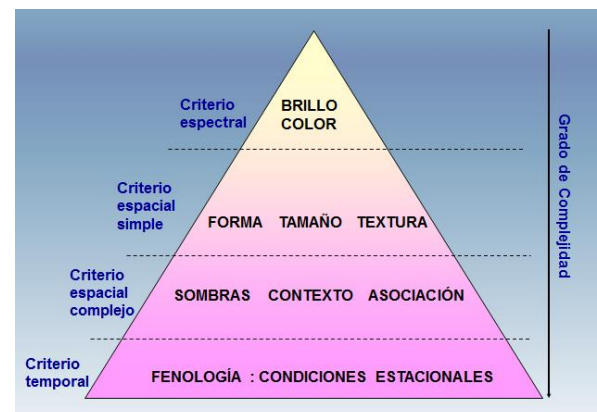 Criterio
espectral
BRILLO
COLOR
Criterio
espacial
simple
FORMA TAMAÑO TEXTURA
Criterio
espacial
complejo
SOMBRAS CONTEXTO ASOCIACIÓN
Criterio
temporal
FENOLOGÍA : CONDICIONES ESTACIONALES
Grado de Complejidad